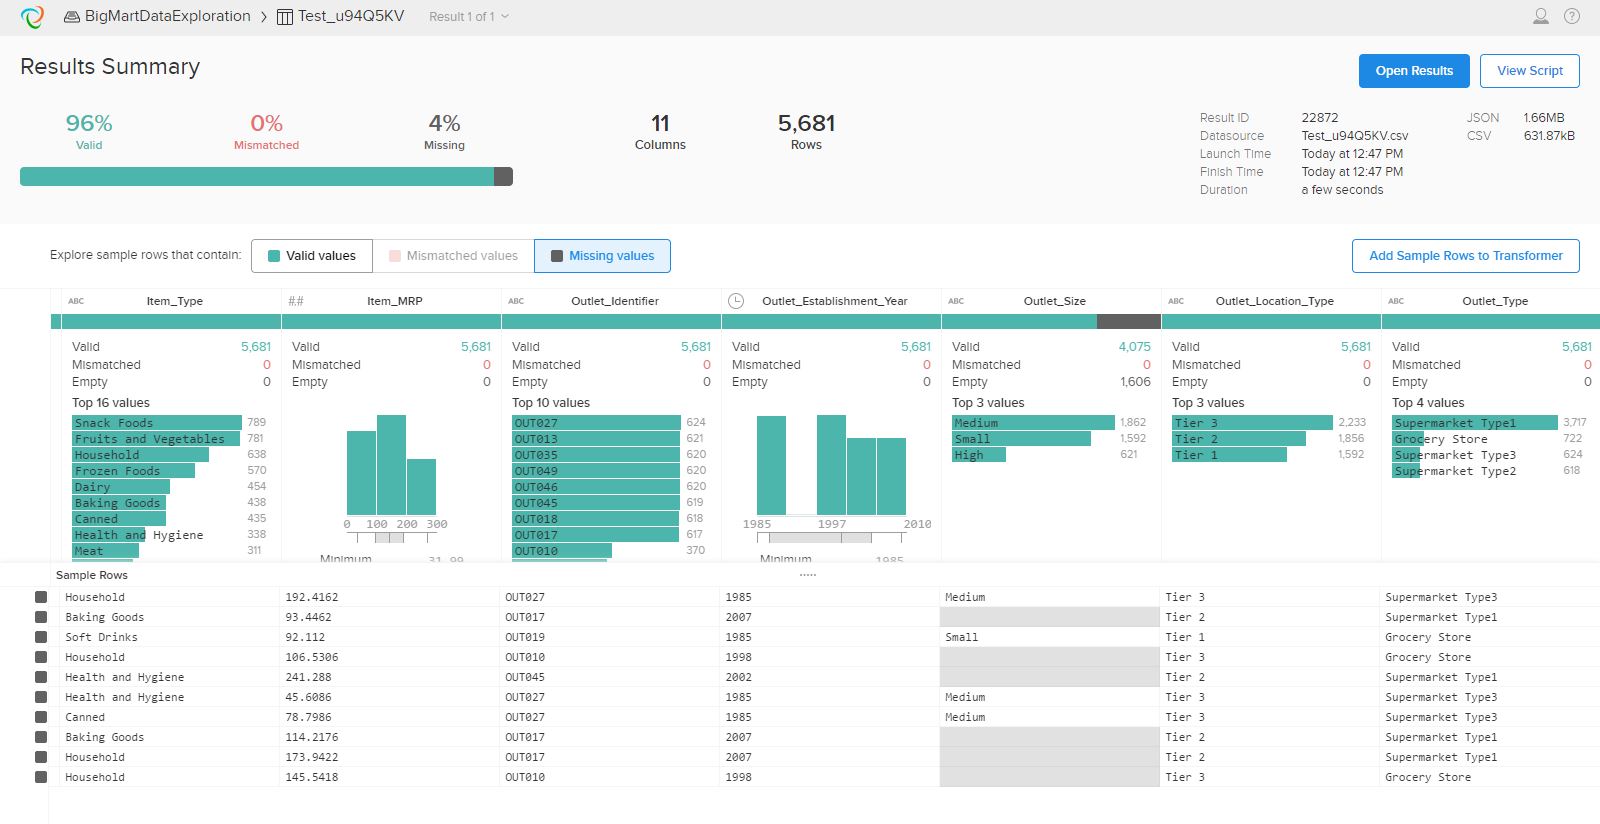 BigMartDataExploration > Test_u94Q5KV Result 1 of 1
Results Summary
Open Results View Script
96% 0% 4% 11 5,681
Valid Mismatched Missing Columns Rows
Result ID 22872 JSON 1.66MB
Datasource Test_u94Q5KV.csv CSV 631.87kB
Launch Time Today at 12:47 PM
Finish Time Today at 12:47 PM
Duration a few seconds
Explore sample rows that contain: Valid values Mismatched values Missing values Add Sample Rows to Transformer
ABC Item_Type ##.## Item_MRP ABC Outlet_Identifier Outlet_Establishment_Year ABC Outlet_Size ABC Outlet_Location_Type ABC Outlet_Type
Valid 5,681 Valid 5,681 Valid 5,681 Valid 5,681 Valid 4,075 Valid 5,681 Valid 5,681
Mismatched 0 Mismatched 0 Mismatched 0 Mismatched 0 Mismatched 0 Mismatched 0 Mismatched 0
Empty 0 Empty 0 Empty 0 Empty 0 Empty 1,606 Empty 0 Empty 0
Top 16 values Top 10 values Top 3 values Top 3 values Top 4 values
Snack Foods 789 OUT027 624 Medium 1,862 Tier 3 2,233 Supermarket Type1 3,717
Fruits and Vegetables 781 OUT013 621 Small 1,592 Tier 2 1,856 Grocery Store 722
Household 638 OUT035 620 High 621 Tier 1 1,592 Supermarket Type3 624
Frozen Foods 570 OUT049 620 Supermarket Type2 618
Dairy 454 OUT046 620
Baking Goods 438 OUT045 619
Canned 435 OUT018 618
0 100 200 300 1985 1997 2010
Health and Hygiene 338 OUT017 617
Meat 311 OUT010 370
Minimum 31.99 Minimum 1985
Sample Rows
Household 192.4162 OUT027 1985 Medium Tier 3 Supermarket Type3
Baking Goods 93.4462 OUT017 2007 Tier 2 Supermarket Type1
Soft Drinks 92.112 OUT019 1985 Small Tier 1 Grocery Store
Household 106.5306 OUT010 1998 Tier 3 Grocery Store
Health and Hygiene 241.288 OUT045 2002 Tier 2 Supermarket Type1
Health and Hygiene 45.6086 OUT027 1985 Medium Tier 3 Supermarket Type3
Canned 78.7986 OUT027 1985 Medium Tier 3 Supermarket Type3
Baking Goods 114.2176 OUT017 2007 Tier 2 Supermarket Type1
Household 173.9422 OUT017 2007 Tier 2 Supermarket Type1
Household 145.5418 OUT010 1998 Tier 3 Grocery Store